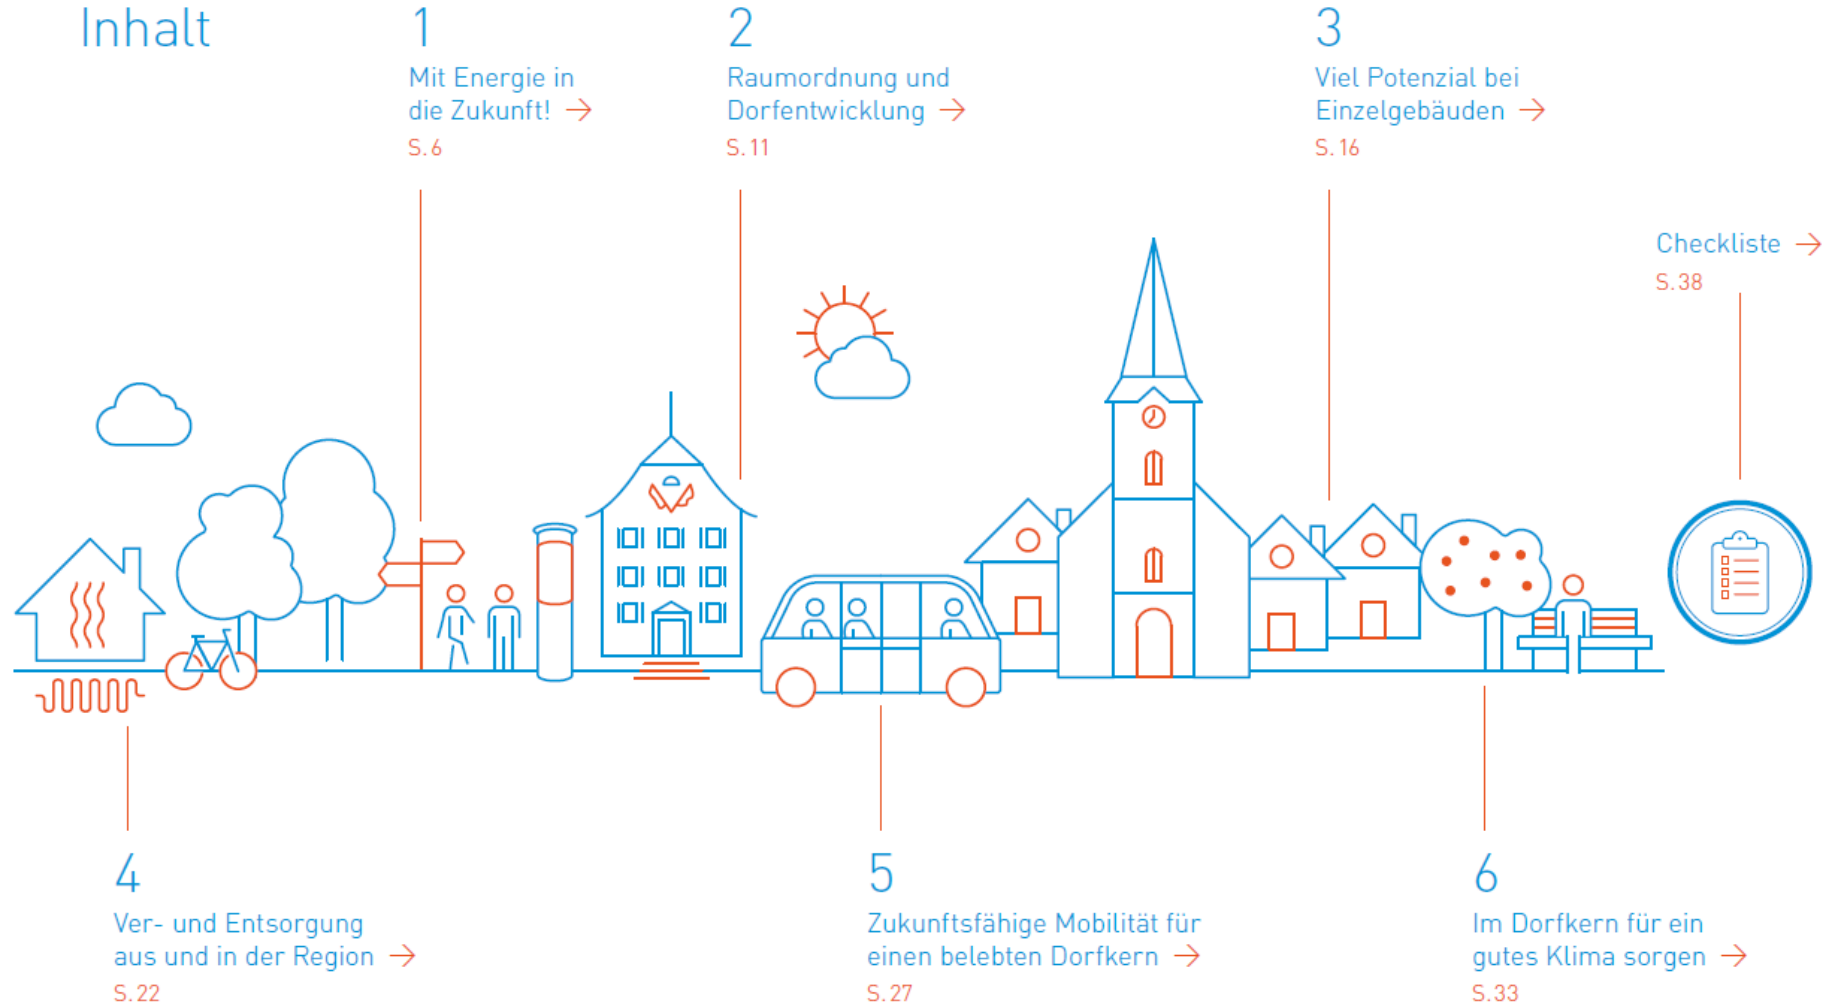 Inhalt
1
Mit Energie in
die Zukunft! →
S. 6
2
Raumordnung und
Dorfentwicklung →
S. 11
3
Viel Potenzial bei
Einzelgebäuden →
S. 16
Checkliste →
S. 38
4
Ver- und Entsorgung
aus und in der Region →
S. 22
5
Zukunftsfähige Mobilität für
einen belebten Dorfkern →
S. 27
6
Im Dorfkern für ein
gutes Klima sorgen →
S. 33